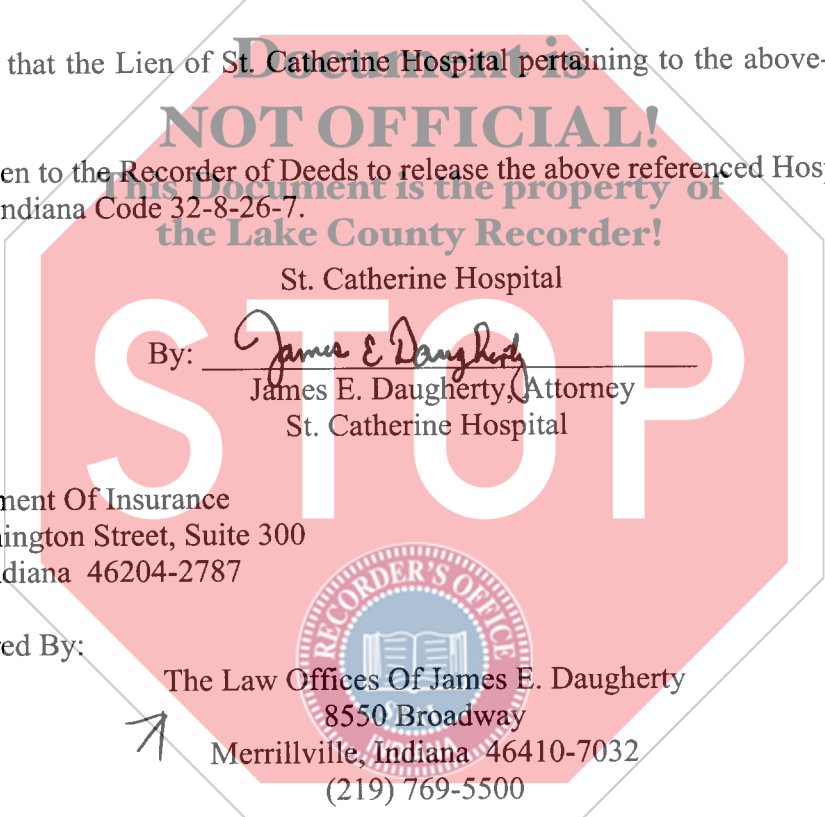 Document is
that the Lien of St. Catherine Hospital pertaining to the above-
NOT OFFICIAL!
en to the Recorder of Deeds to release the above referenced Hosp
This Document is the property of
ndiana Code 32-8-26-7.
the Lake County Recorder!
St. Catherine Hospital
STOP
By: James E Daugherty
James E. Daugherty, Attorney
St. Catherine Hospital
ment Of Insurance
ington Street, Suite 300
diana 46204-2787
RECORDER'S OFFICE
ed By:
The Law Offices Of James E. Daugherty
8550 Broadway
Merrillville, Indiana 46410-7032
(219) 769-5500